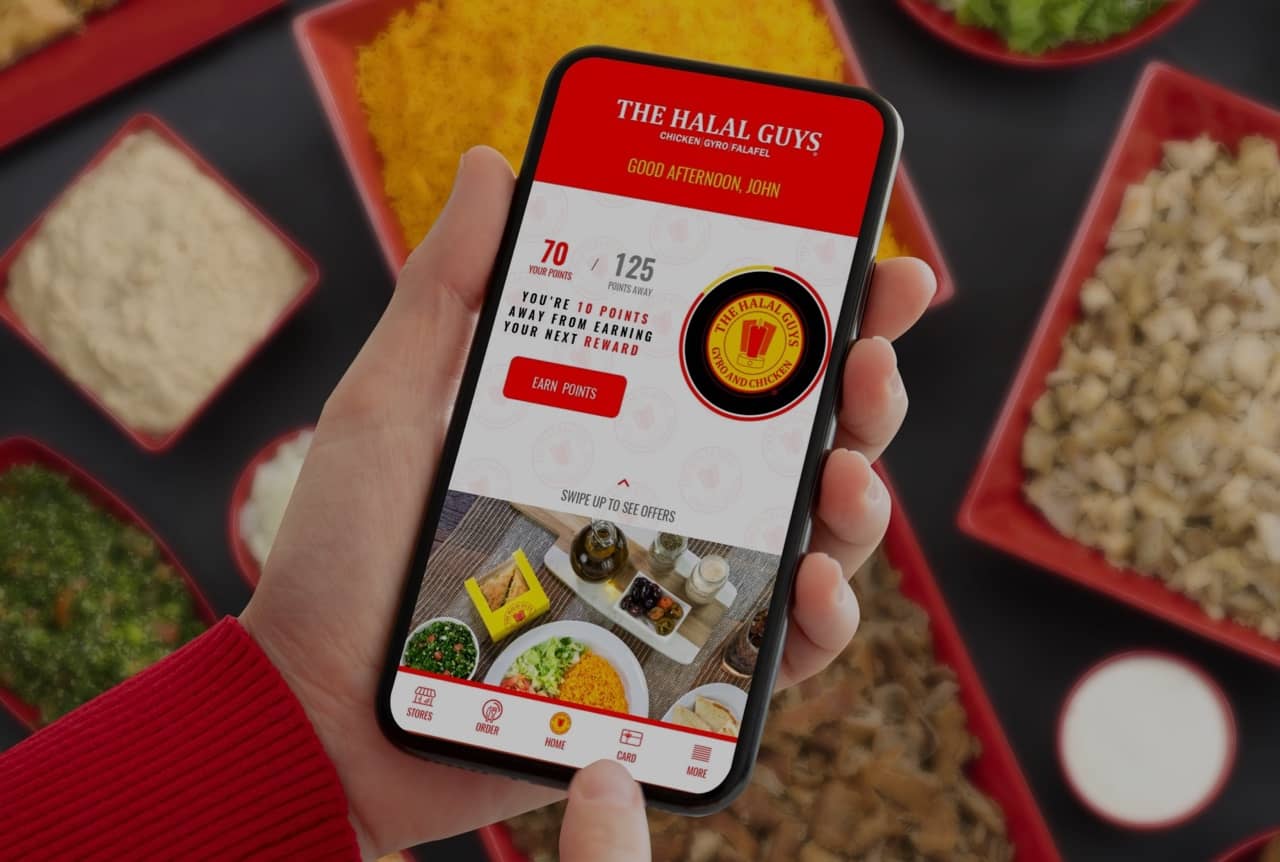 THE HALAL GUYS
CHICKEN GYRO FALAFEL
GOOD AFTERNOON, JOHN
70 / 125
YOUR POINTS POINTS AWAY
YOU'RE 10 POINTS
AWAY FROM EARNING
YOUR NEXT REWARD
THE HALAL GUYS
GYRO AND CHICKEN
EARN POINTS
SWIPE UP TO SEE OFFERS
STORES ORDER HOME CARD MORE